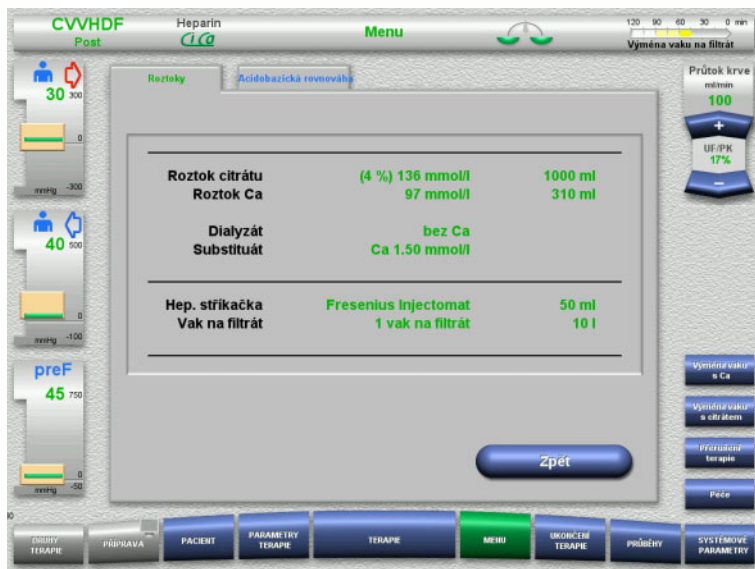 CVVHDF
Post
Heparin
Ci Ca
Menu
120 90 60 30 0 min
Výměna vaku na filtrát
30 300
0
mmHg -300
40 500
0
mmHg -100
preF
45 750
0
mmHg -50
Roztoky
Acidobazická rovnováha
Roztok citrátu (4 %) 136 mmol/l 1000 ml
Roztok Ca 97 mmol/l 310 ml
Dialyzát bez Ca
Substituát Ca 1.50 mmol/l
Hep. stříkačka Fresenius Injectomat 50 ml
Vak na filtrát 1 vak na filtrát 10 l
Zpět
Průtok krve
ml/min
100
+
UF/PK
17%
−
Výměna vaku
s Ca
Výměna vaku
s citrátem
Přerušení
terapie
Péče
DRUHY
TERAPIE
PŘÍPRAVA
PACIENT
PARAMETRY
TERAPIE
TERAPIE
MENU
UKONČENÍ
TERAPIE
PRŮBĚHY
SYSTÉMOVÉ
PARAMETRY